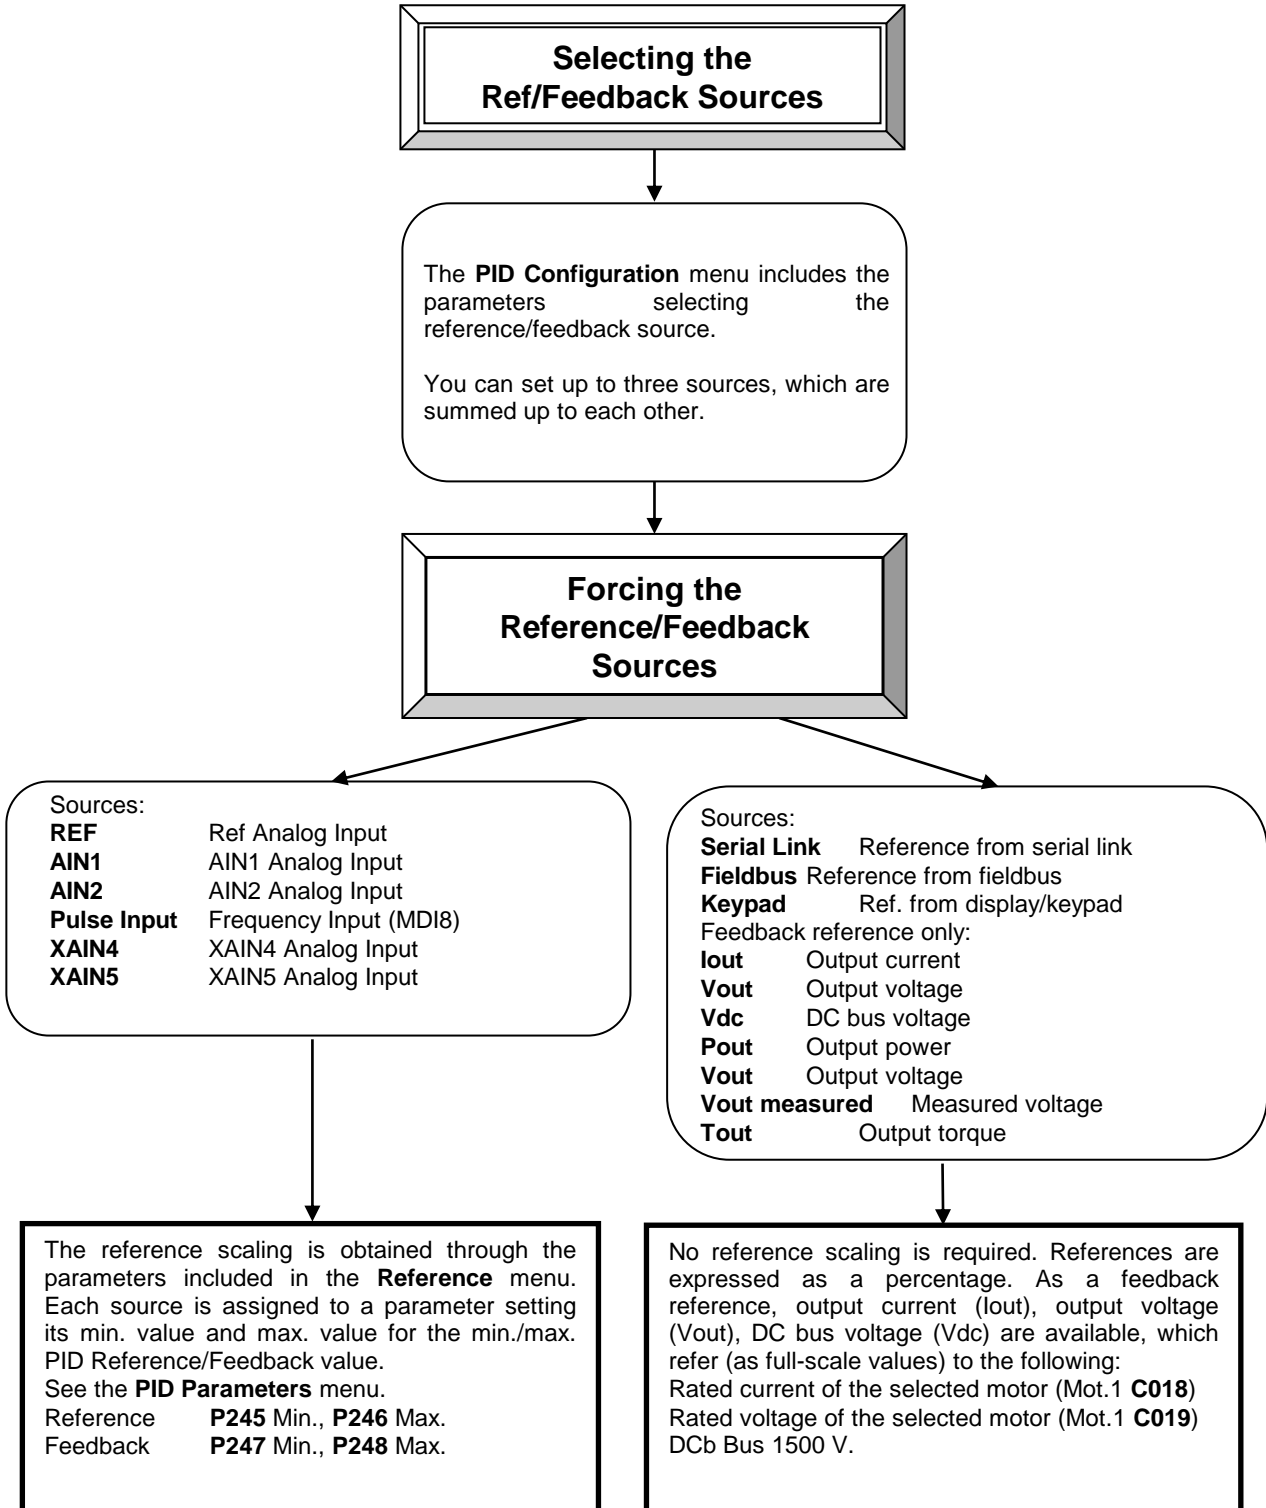 Selecting the
Ref/Feedback Sources
The PID Configuration menu includes the
parameters selecting the
reference/feedback source.
You can set up to three sources, which are
summed up to each other.
Forcing the
Reference/Feedback
Sources
Sources:
REF Ref Analog Input
AIN1 AIN1 Analog Input
AIN2 AIN2 Analog Input
Pulse Input Frequency Input (MDI8)
XAIN4 XAIN4 Analog Input
XAIN5 XAIN5 Analog Input
Sources:
Serial Link Reference from serial link
Fieldbus Reference from fieldbus
Keypad Ref. from display/keypad
Feedback reference only:
Iout Output current
Vout Output voltage
Vdc DC bus voltage
Pout Output power
Vout Output voltage
Vout measured Measured voltage
Tout Output torque
The reference scaling is obtained through the
parameters included in the Reference menu.
Each source is assigned to a parameter setting
its min. value and max. value for the min./max.
PID Reference/Feedback value.
See the PID Parameters menu.
Reference P245 Min., P246 Max.
Feedback P247 Min., P248 Max.
No reference scaling is required. References are
expressed as a percentage. As a feedback
reference, output current (Iout), output voltage
(Vout), DC bus voltage (Vdc) are available, which
refer (as full-scale values) to the following:
Rated current of the selected motor (Mot.1 C018)
Rated voltage of the selected motor (Mot.1 C019)
DCb Bus 1500 V.